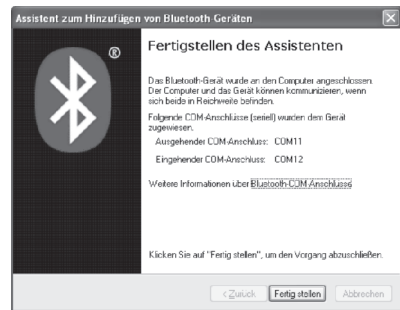 Assistent zum Hinzufügen von Bluetooth Geräten
®
Fertigstellen des Assistenten
Das Bluetooth-Gerät wurde an den Computer angeschlossen.
Der Computer und das Gerät können kommunizieren, wenn
sich beide in Reichweite befinden.
Folgende COM-Anschlüsse (seriell) wurden dem Gerät
zugewiesen.
Ausgehender COM-Anschluss: COM11
Eingehender COM-Anschluss: COM12
Weitere Informationen über Bluetooth-COM-Anschlüsse
Klicken Sie auf "Fertig stellen", um den Vorgang abzuschließen.
< Zurück Fertig stellen Abbrechen